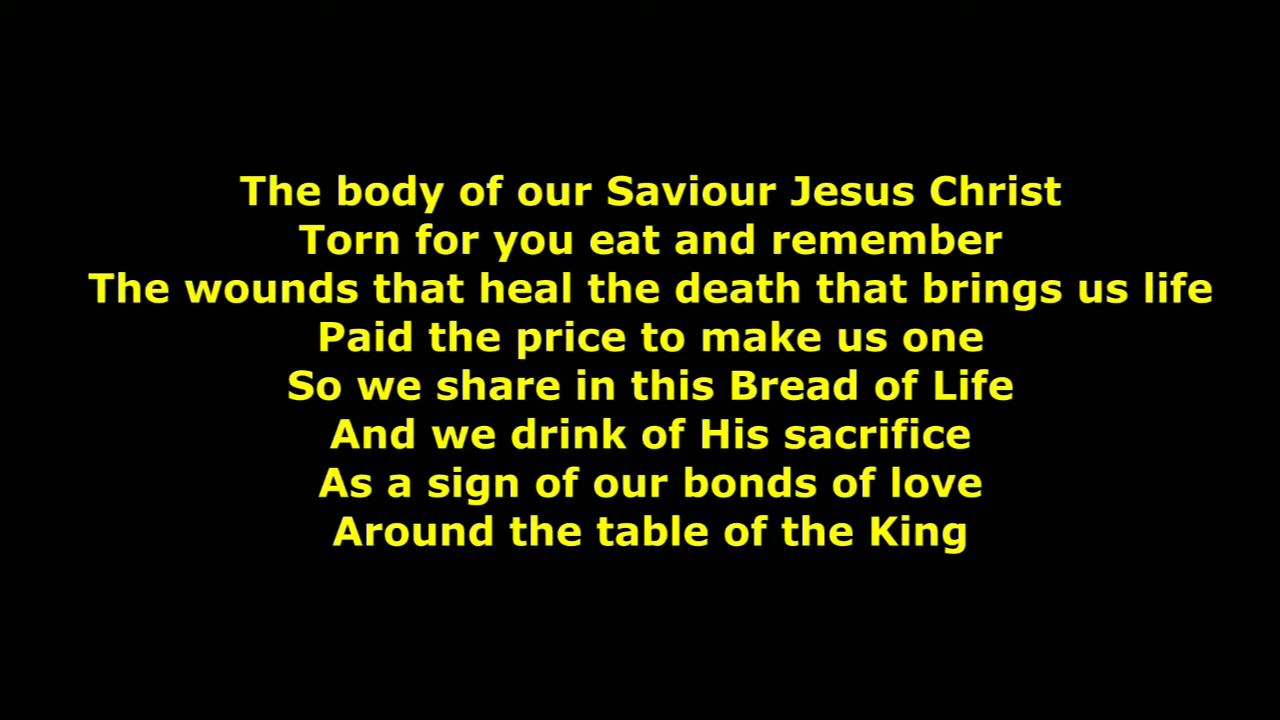 The body of our Saviour Jesus Christ
Torn for you eat and remember
The wounds that heal the death that brings us life
Paid the price to make us one
So we share in this Bread of Life
And we drink of His sacrifice
As a sign of our bonds of love
Around the table of the King